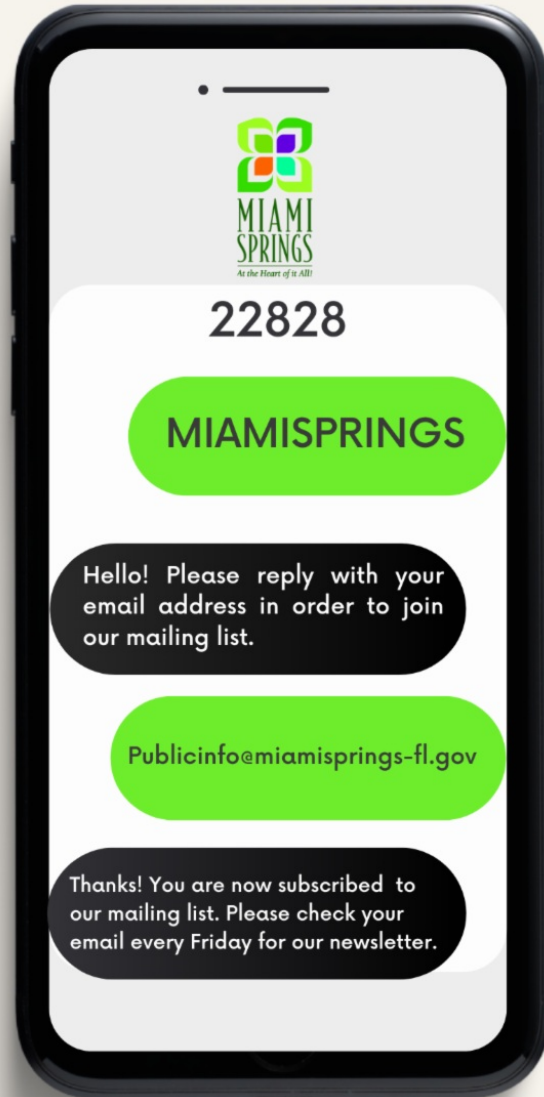 MIAMI
SPRINGS
At the Heart of it All!
22828
MIAMISPRINGS
Hello! Please reply with your
email address in order to join
our mailing list.
Publicinfo@miamisprings-fl.gov
Thanks! You are now subscribed to
our mailing list. Please check your
email every Friday for our newsletter.